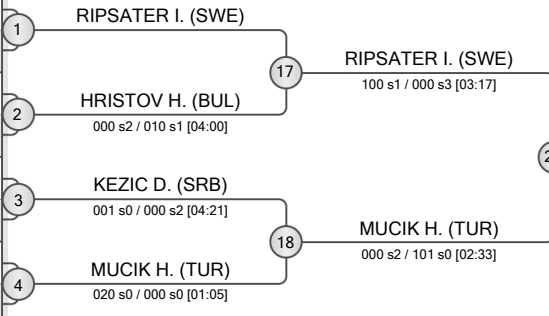 1
RIPSATER I. (SWE)
17
RIPSATER I. (SWE)
100 s1 / 000 s3 [03:17]
2
HRISTOV H. (BUL)
000 s2 / 010 s1 [04:00]
3
KEZIC D. (SRB)
001 s0 / 000 s2 [04:21]
18
MUCIK H. (TUR)
000 s2 / 101 s0 [02:33]
4
MUCIK H. (TUR)
020 s0 / 000 s0 [01:05]